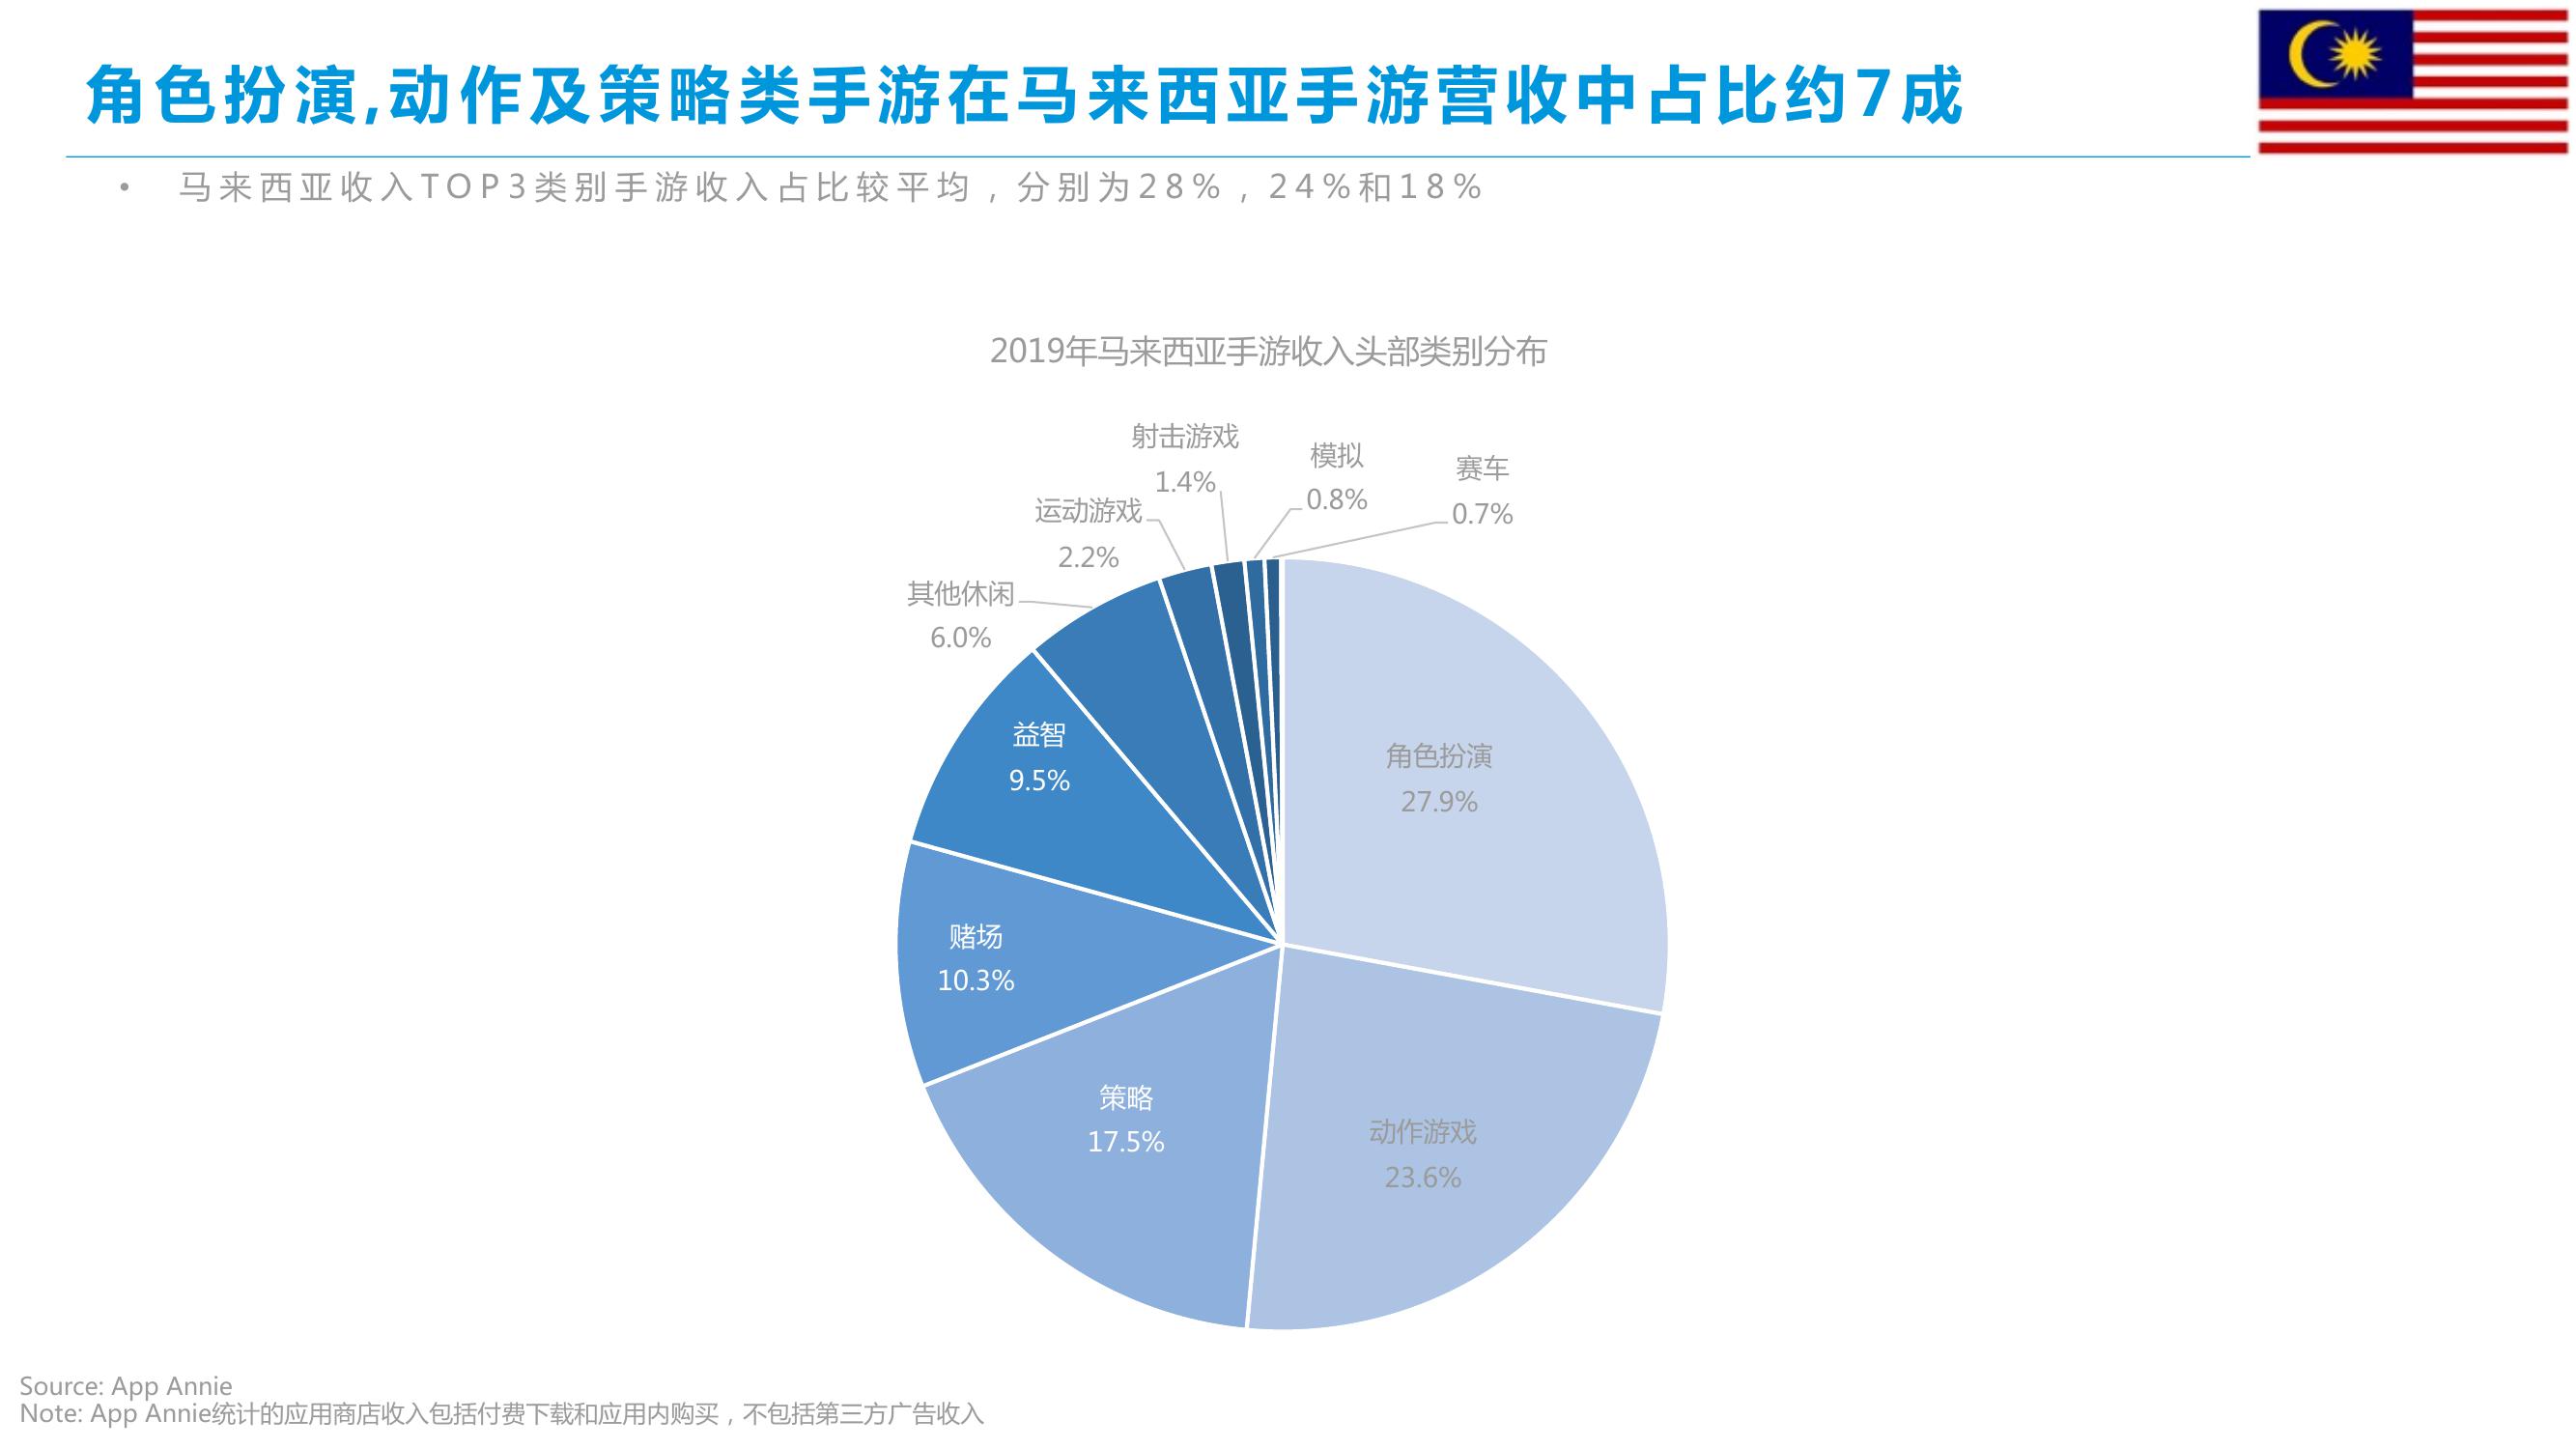 角色扮演,动作及策略类手游在马来西亚手游营收中占比约7成
• 马来西亚收入TOP3类别手游收入占比较平均，分别为28%，24%和18%
2019年马来西亚手游收入头部类别分布
射击游戏
1.4%
模拟
0.8%
赛车
0.7%
运动游戏
2.2%
其他休闲
6.0%
益智
9.5%
角色扮演
27.9%
赌场
10.3%
策略
17.5%
动作游戏
23.6%
Source: App Annie
Note: App Annie统计的应用商店收入包括付费下载和应用内购买，不包括第三方广告收入